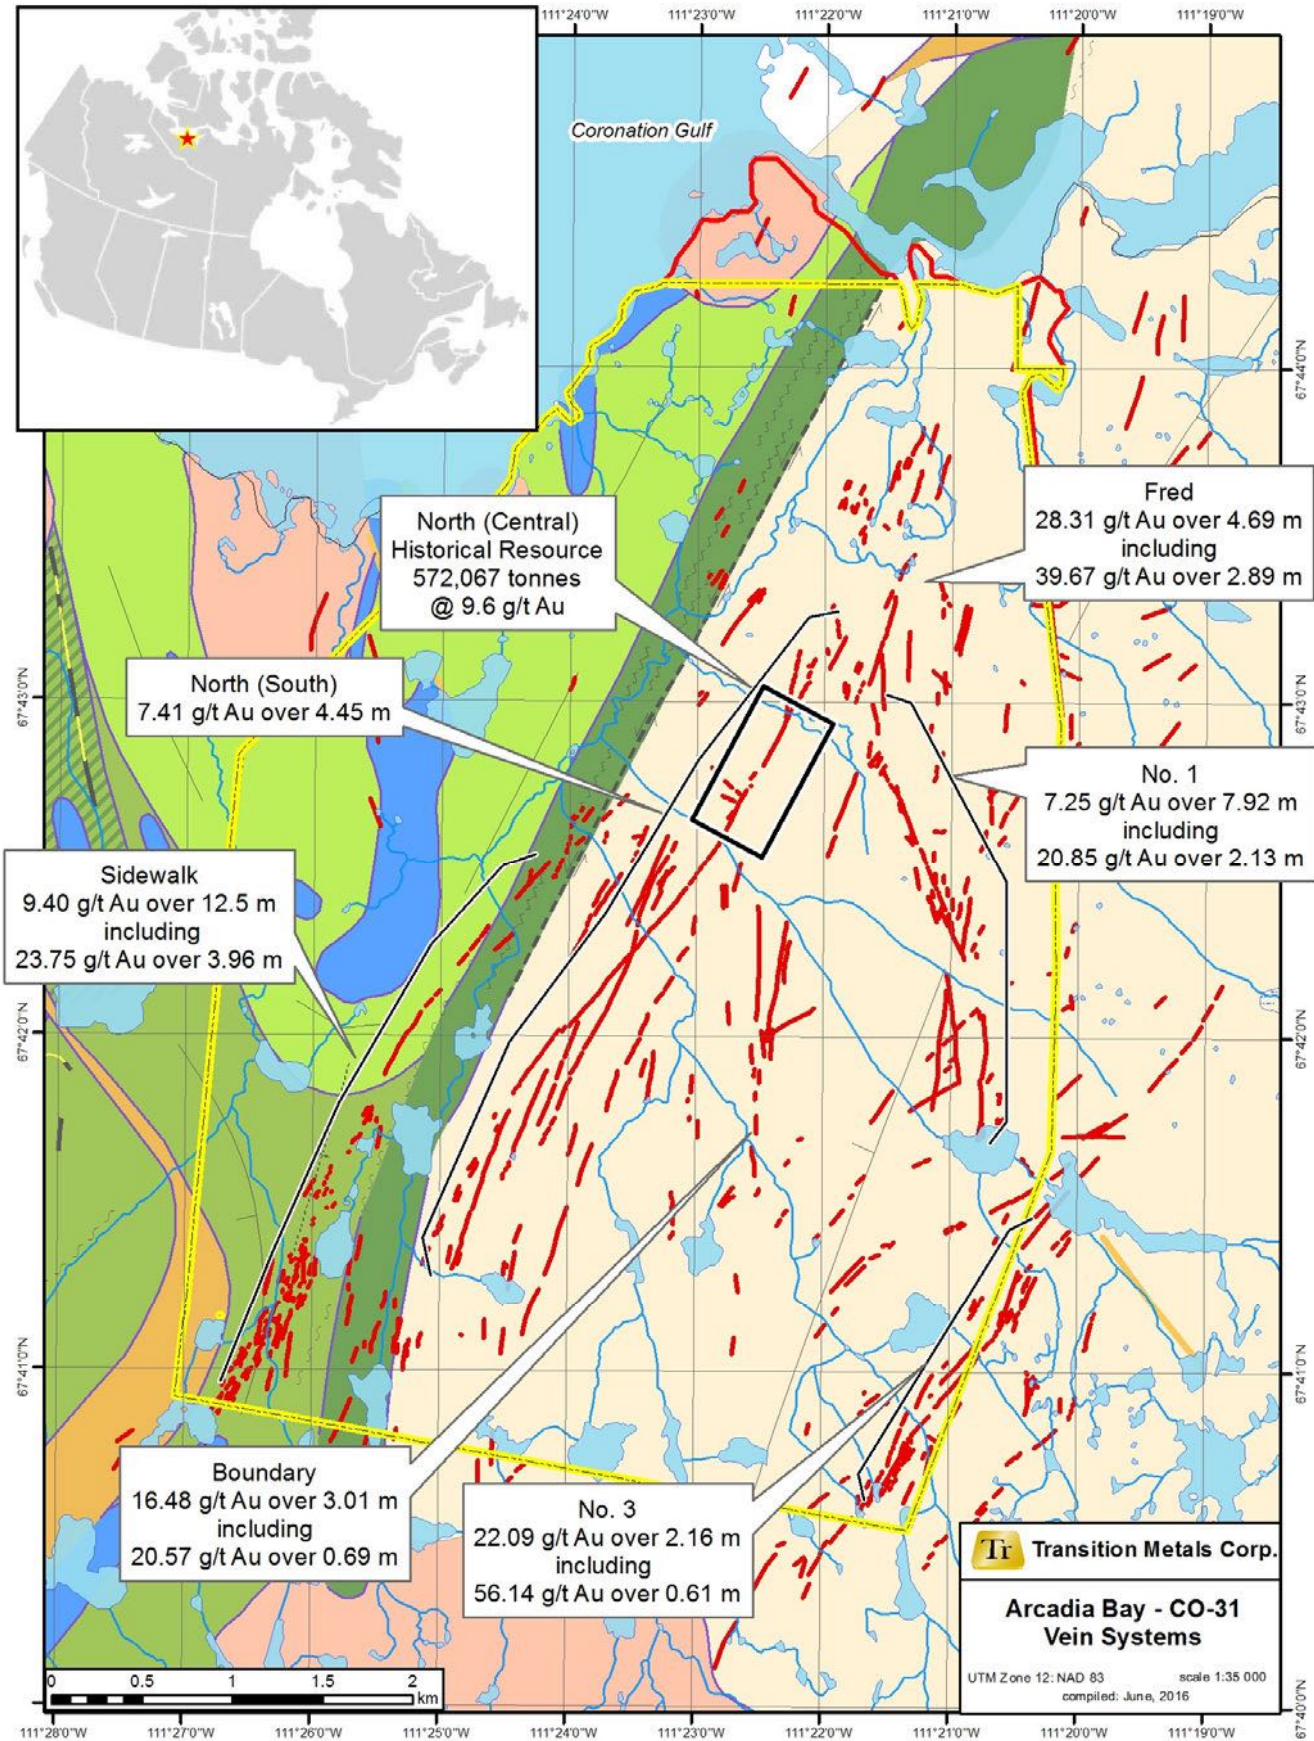 111°24'0"W
111°23'0"W
111°22'0"W
111°21'0"W
111°20'0"W
111°19'0"W
Coronation Gulf
67°44'0"N
Fred
28.31 g/t Au over 4.69 m
including
39.67 g/t Au over 2.89 m
North (Central)
Historical Resource
572,067 tonnes
@ 9.6 g/t Au
North (South)
7.41 g/t Au over 4.45 m
67°43'0"N
67°43'0"N
No. 1
7.25 g/t Au over 7.92 m
including
20.85 g/t Au over 2.13 m
Sidewalk
9.40 g/t Au over 12.5 m
including
23.75 g/t Au over 3.96 m
67°42'0"N
67°42'0"N
67°41'0"N
67°41'0"N
Boundary
16.48 g/t Au over 3.01 m
including
20.57 g/t Au over 0.69 m
No. 3
22.09 g/t Au over 2.16 m
including
56.14 g/t Au over 0.61 m
Tr Transition Metals Corp.
Arcadia Bay - CO-31
Vein Systems
UTM Zone 12: NAD 83 scale 1:35 000
compiled: June, 2016
0 0.5 1 1.5 2
km
67°40'0"N
111°28'0"W
111°27'0"W
111°26'0"W
111°25'0"W
111°24'0"W
111°23'0"W
111°22'0"W
111°21'0"W
111°20'0"W
111°19'0"W